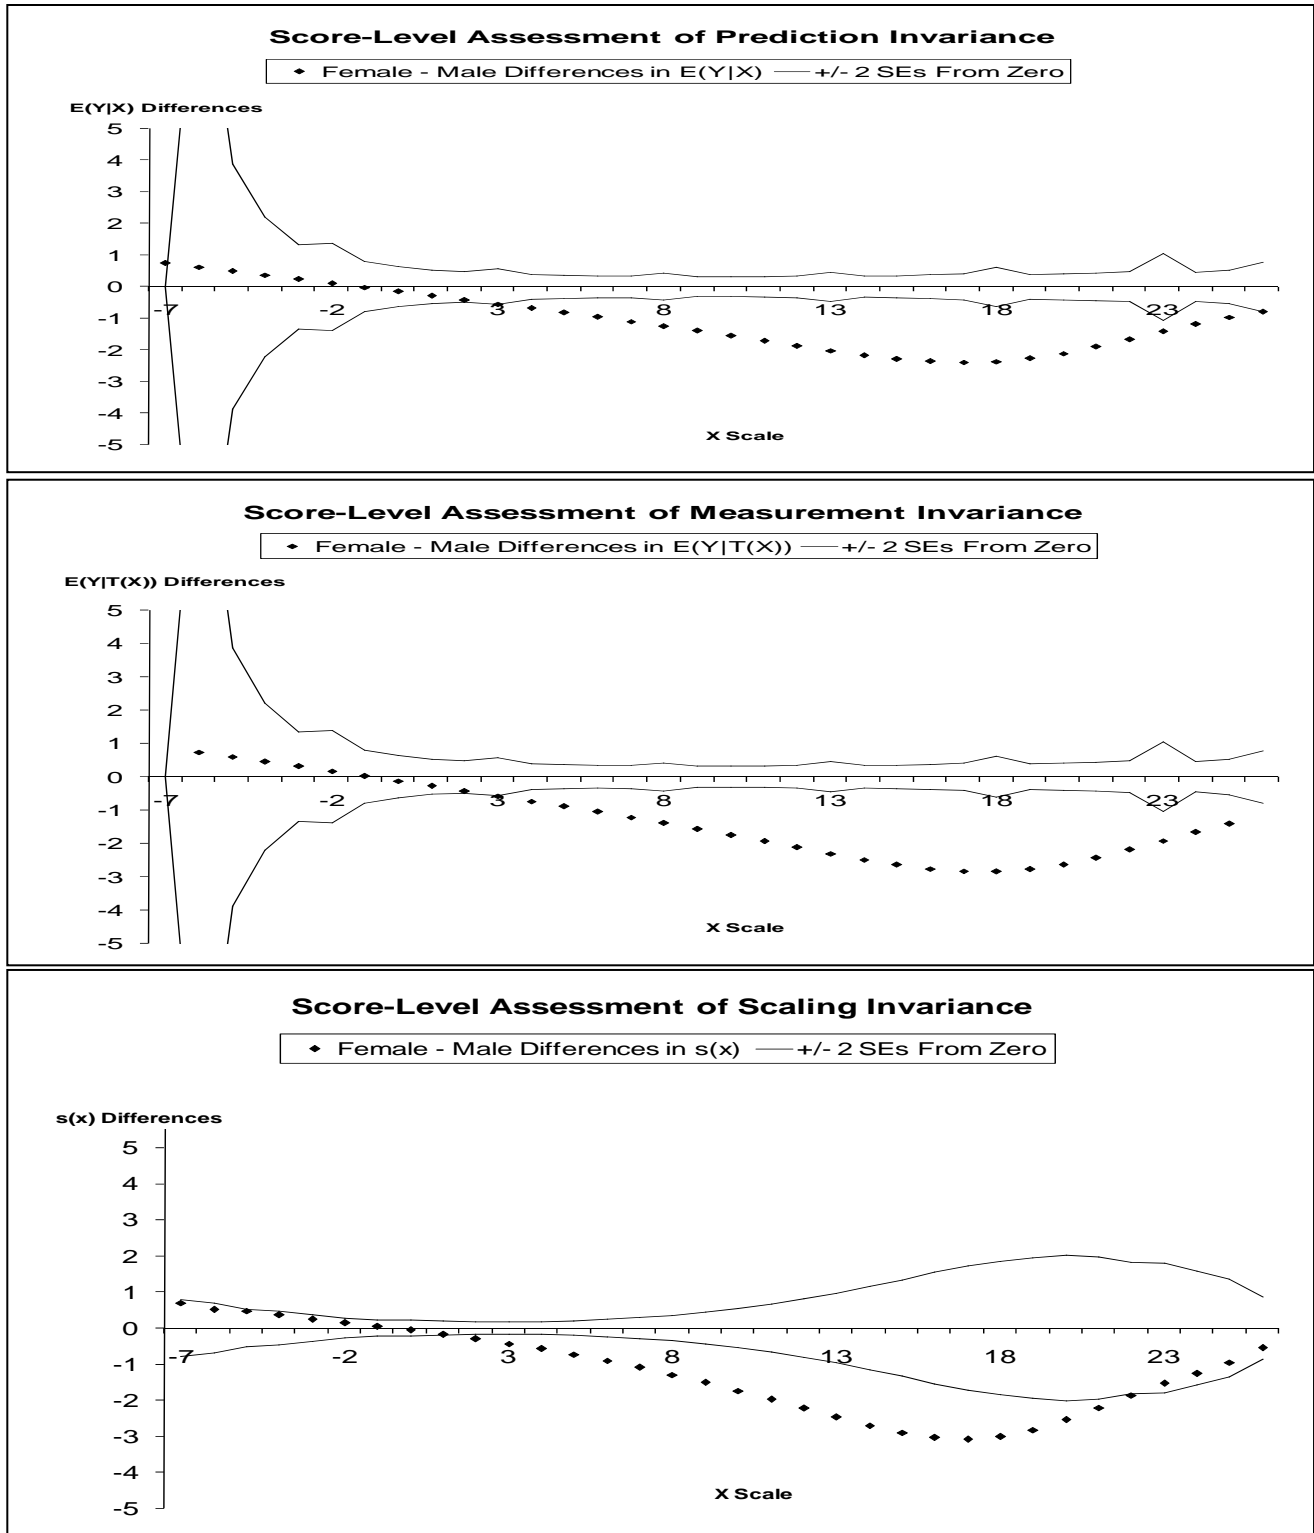 Score-Level Assessment of Prediction Invariance
Female - Male Differences in E(Y|X) +/- 2 SEs From Zero
E(Y|X) Differences
5
4
3
2
1
0
-1
-2
-3
-4
-5
-7 -2 3 8 13 18 23
X Scale
Score-Level Assessment of Measurement Invariance
Female - Male Differences in E(Y|T(X)) +/- 2 SEs From Zero
E(Y|T(X)) Differences
5
4
3
2
1
0
-1
-2
-3
-4
-5
-7 -2 3 8 13 18 23
X Scale
Score-Level Assessment of Scaling Invariance
Female - Male Differences in s(x) +/- 2 SEs From Zero
s(x) Differences
5
4
3
2
1
0
-1
-2
-3
-4
-5
-7 -2 3 8 13 18 23
X Scale